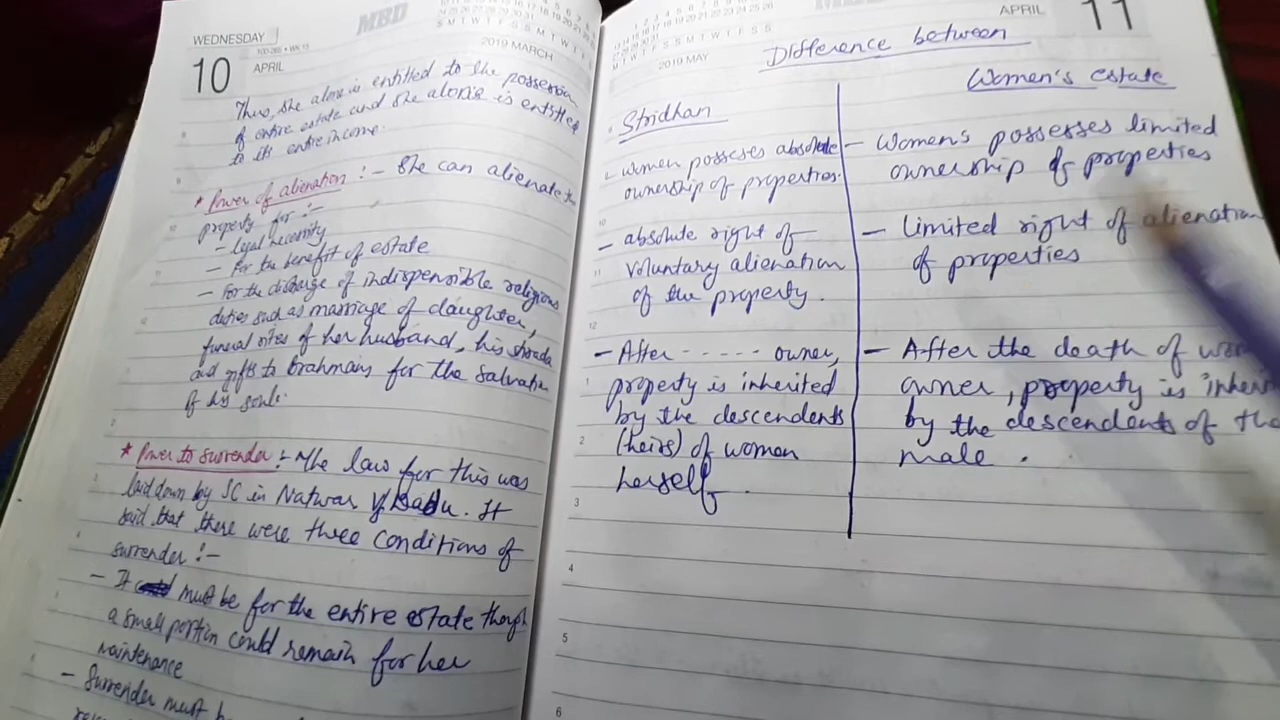 WEDNESDAY
10
APRIL
MBD
2019 MARCH
Thus, she alone is entitled to the possession
of entire estate and she alone is entitled
to its entire income.
* Power of alienation :- She can alienate the
property for :-
- legal necessity
- For the benefit of estate
- For the discharge of indispensible religious
duties such as marriage of daughter,
funeral rites of her husband, his shrada
and gifts to brahmans for the salvation
of his soul.
* Power to surrender :- The law for this was
laid down by SC in Natwar V/s Dadu. It
said that there were three conditions of
surrender :-
- It must be for the entire estate though
a small portion could remain for her
maintenance
- Surrender must
2019 MAY
APRIL
11
Difference between
Stridhan
Women's estate
- women posseses absolute
ownership of properties.
- absolute right of
voluntary alienation
of the property.
- After - - - - - owner,
property is inherited
by the descendents
(heirs) of women
herself.
- Women's possesses limited
ownership of properties
- Limited right of alienation
of properties
- After the death of
owner, property is
by the descendents of the
male.